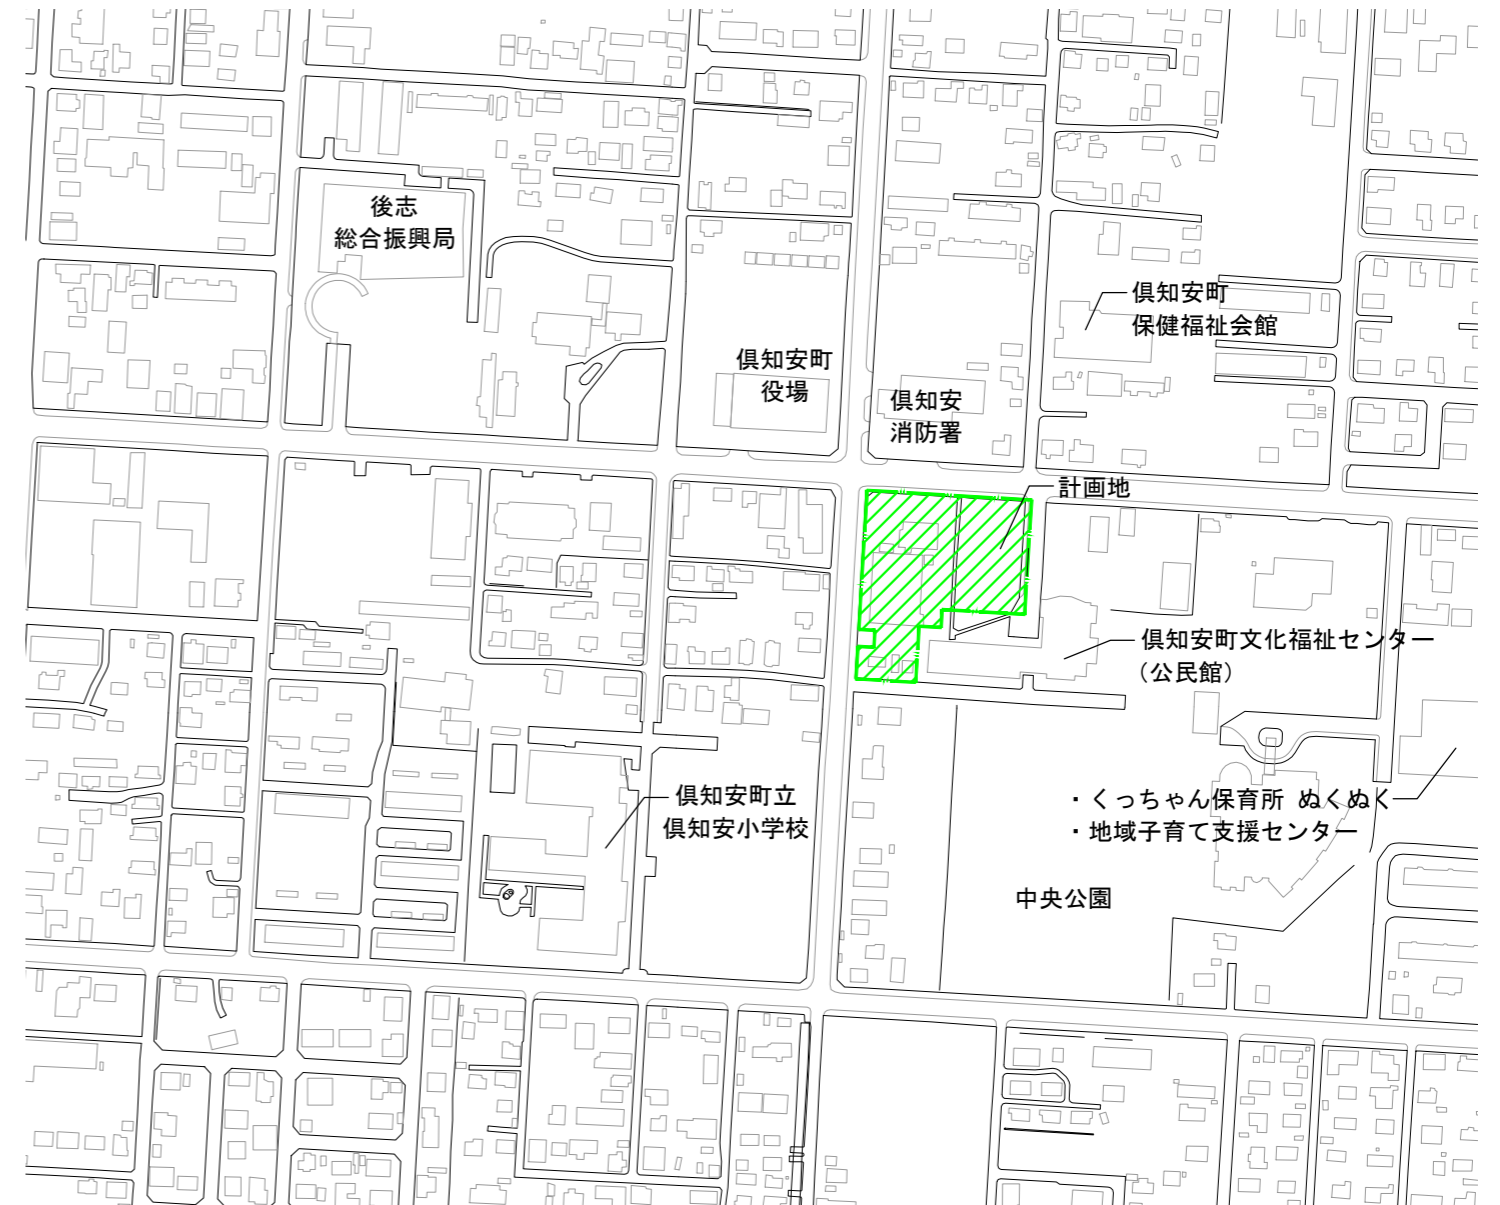 後志
総合振興局
倶知安町
保健福祉会館
倶知安町
役場
倶知安
消防署
計画地
倶知安町文化福祉センター
（公民館）
倶知安町立
倶知安小学校
・くっちゃん保育所 ぬくぬく
・地域子育て支援センター
中央公園